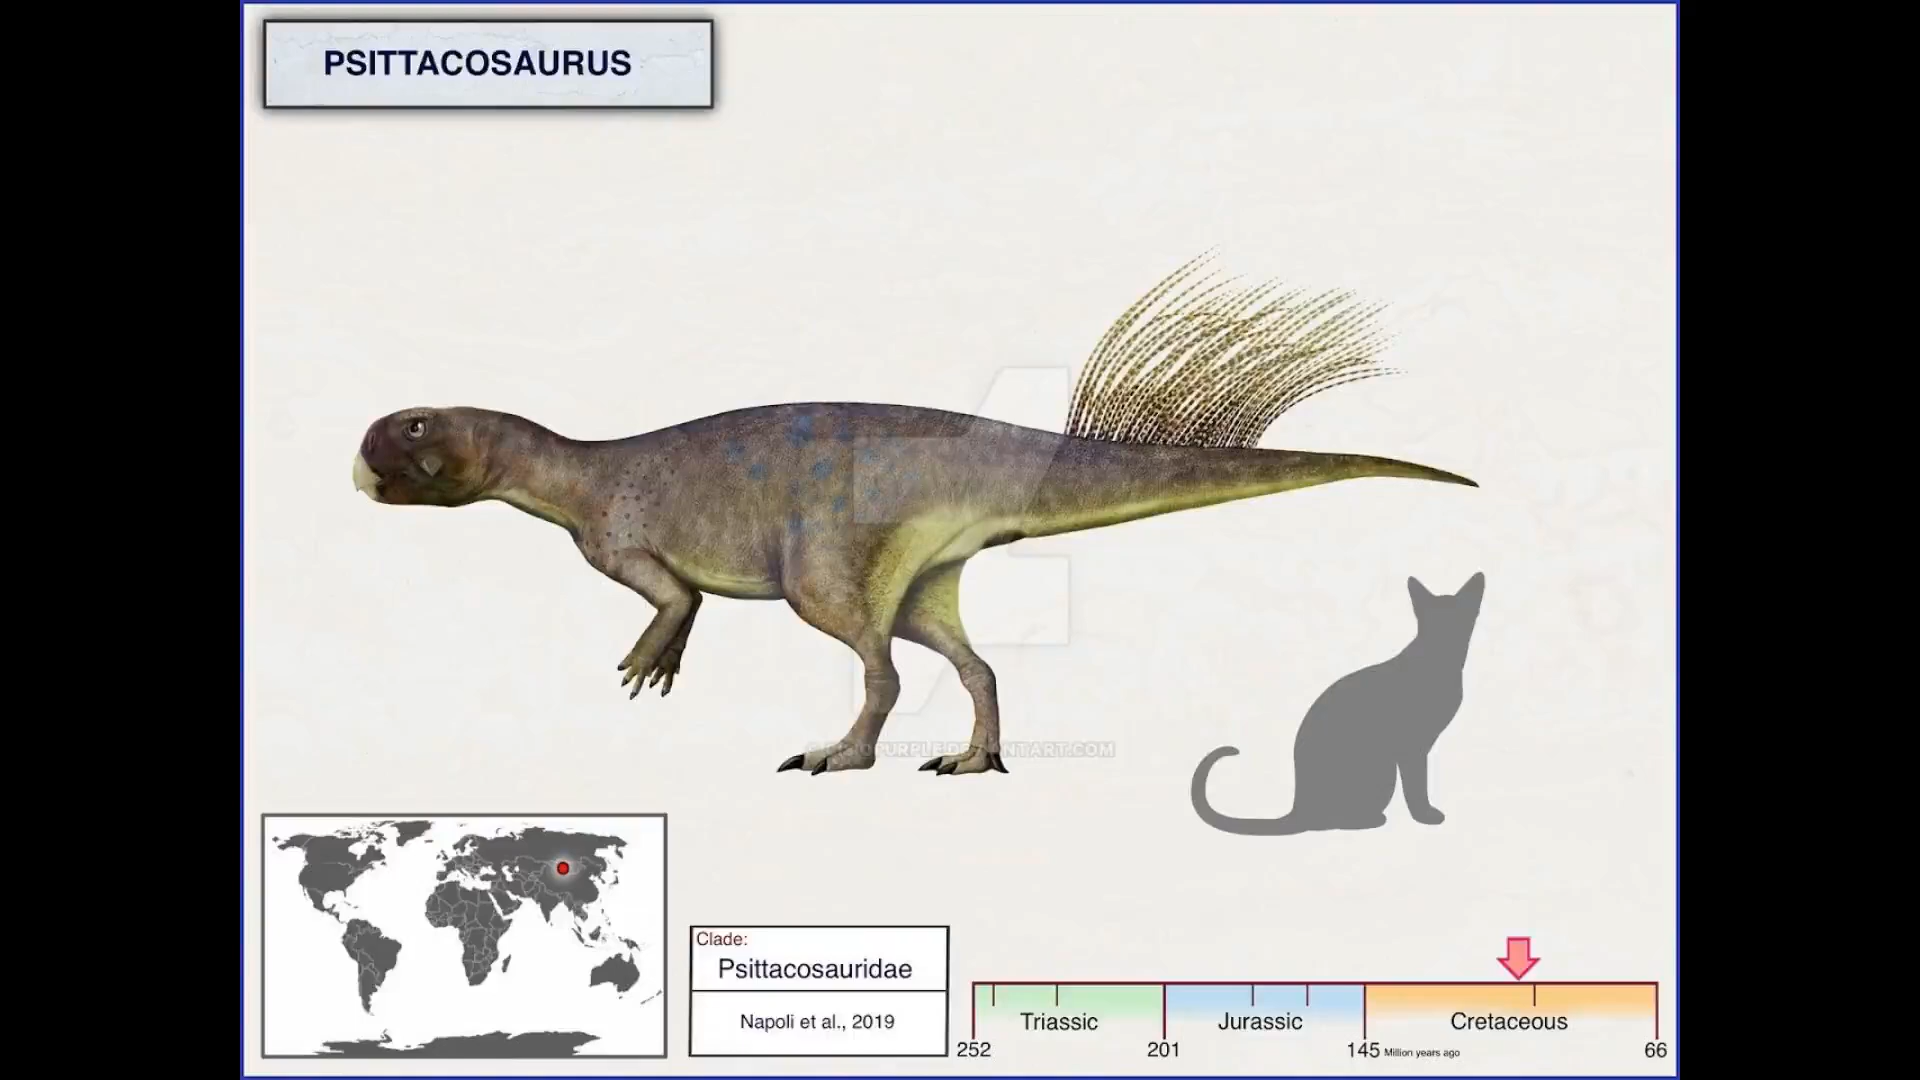 PSITTACOSAURUS
Clade:
Psittacosauridae
Napoli et al., 2019
Triassic
Jurassic
Cretaceous
252
201
145 Million years ago
66